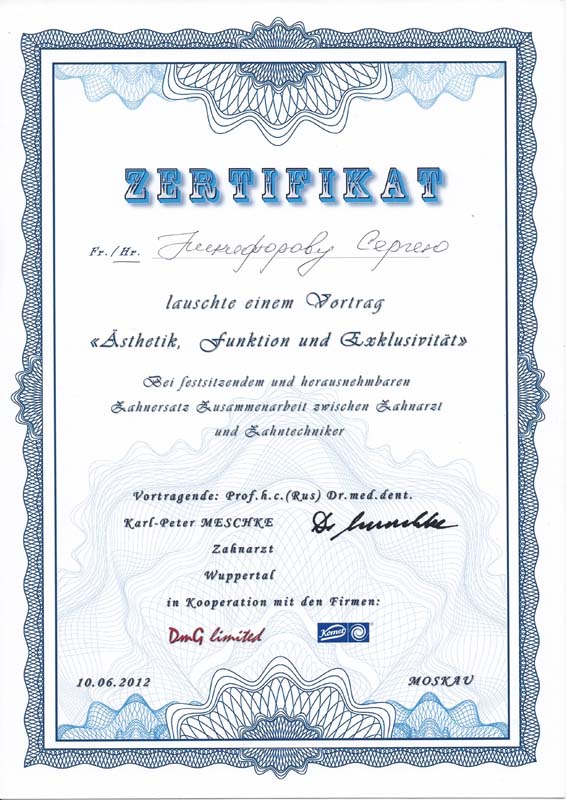 ZERTIFIKAT
Fr./Hr. Никифорову Сергею
lauschte einem Vortrag
«Ästhetik, Funktion und Exklusivität»
Bei festsitzendem und herausnehmbaren
Zahnersatz Zusammenarbeit zwischen Zahnarzt
und Zahntechniker
Vortragende: Prof.h.c.(Rus) Dr.med.dent.
Karl-Peter MESCHKE Dr Meschke
Zahnarzt
Wuppertal
in Kooperation mit den Firmen:
DMG limited Komet
10.06.2012 MOSKAU